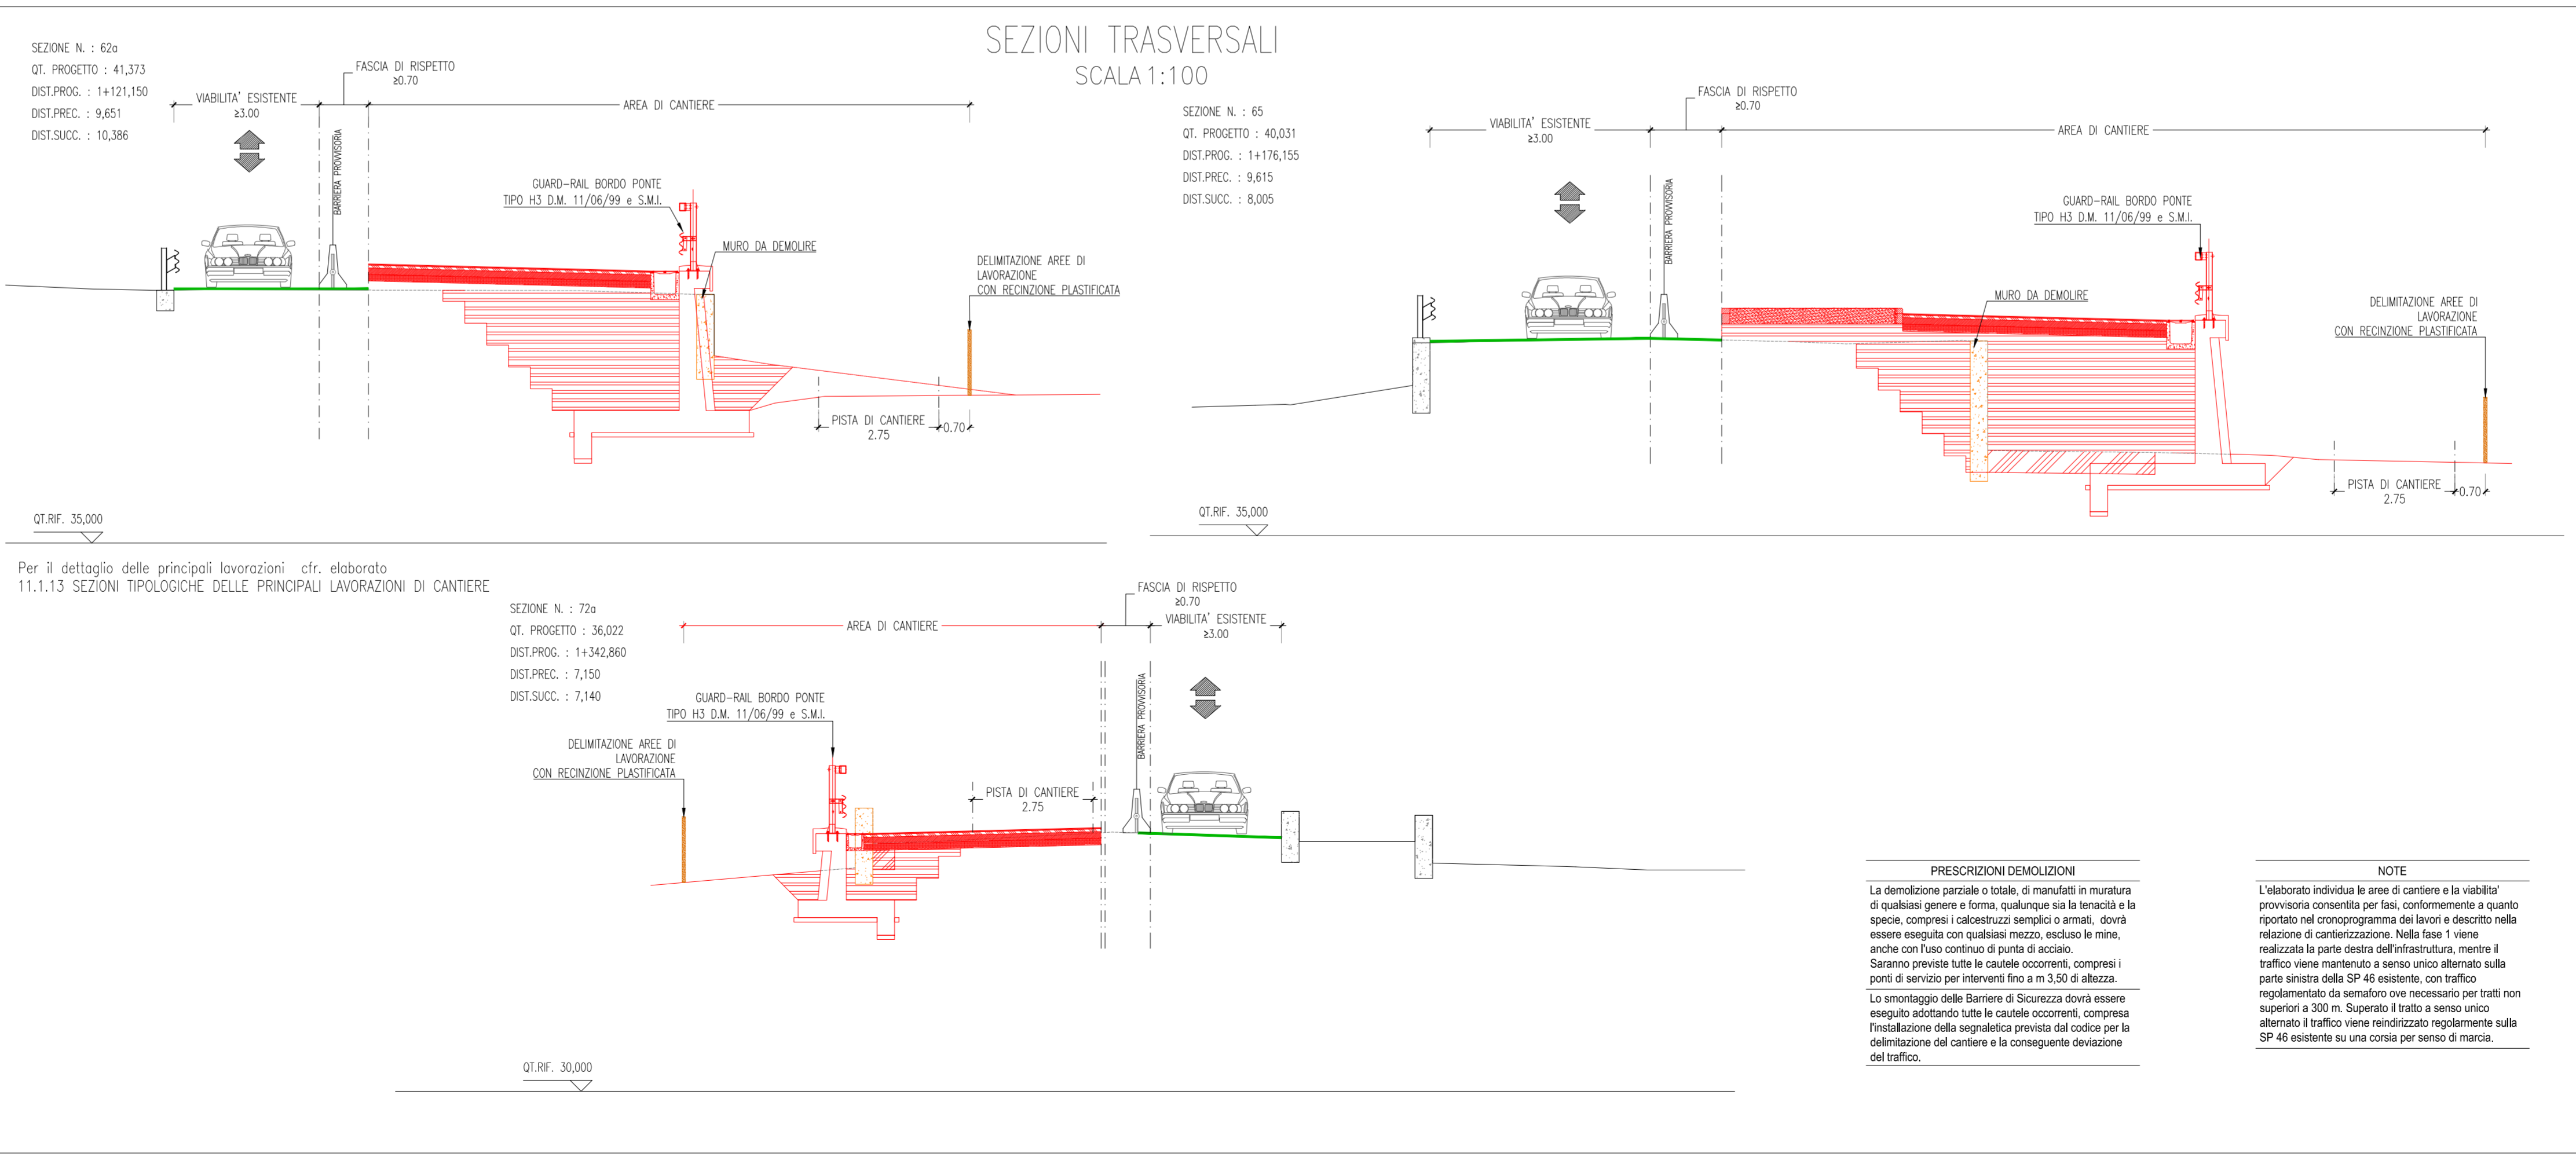 SEZIONI TRASVERSALI
SCALA 1:100
SEZIONE N. : 62a
QT. PROGETTO : 41,373
DIST.PROG. : 1+121,150
DIST.PREC. : 9,651
DIST.SUCC. : 10,386
VIABILITA' ESISTENTE
≥3.00
FASCIA DI RISPETTO
≥0.70
AREA DI CANTIERE
BARRIERA PROVVISORIA
GUARD-RAIL BORDO PONTE
TIPO H3 D.M. 11/06/99 e S.M.I.
MURO DA DEMOLIRE
DELIMITAZIONE AREE DI
LAVORAZIONE
CON RECINZIONE PLASTIFICATA
PISTA DI CANTIERE
2.75
0.70
QT.RIF. 35,000
SEZIONE N. : 65
QT. PROGETTO : 40,031
DIST.PROG. : 1+176,155
DIST.PREC. : 9,615
DIST.SUCC. : 8,005
VIABILITA' ESISTENTE
≥3.00
FASCIA DI RISPETTO
≥0.70
AREA DI CANTIERE
BARRIERA PROVVISORIA
GUARD-RAIL BORDO PONTE
TIPO H3 D.M. 11/06/99 e S.M.I.
MURO DA DEMOLIRE
DELIMITAZIONE AREE DI
LAVORAZIONE
CON RECINZIONE PLASTIFICATA
PISTA DI CANTIERE
2.75
0.70
QT.RIF. 35,000
Per il dettaglio delle principali lavorazioni cfr. elaborato
11.1.13 SEZIONI TIPOLOGICHE DELLE PRINCIPALI LAVORAZIONI DI CANTIERE
SEZIONE N. : 72a
QT. PROGETTO : 36,022
DIST.PROG. : 1+342,860
DIST.PREC. : 7,150
DIST.SUCC. : 7,140
AREA DI CANTIERE
FASCIA DI RISPETTO
≥0.70
VIABILITA' ESISTENTE
≥3.00
BARRIERA PROVVISORIA
GUARD-RAIL BORDO PONTE
TIPO H3 D.M. 11/06/99 e S.M.I.
DELIMITAZIONE AREE DI
LAVORAZIONE
CON RECINZIONE PLASTIFICATA
PISTA DI CANTIERE
2.75
QT.RIF. 30,000
PRESCRIZIONI DEMOLIZIONI
La demolizione parziale o totale, di manufatti in muratura
di qualsiasi genere e forma, qualunque sia la tenacità e la
specie, compresi i calcestruzzi semplici o armati, dovrà
essere eseguita con qualsiasi mezzo, escluso le mine,
anche con l'uso continuo di punta di acciaio.
Saranno previste tutte le cautele occorrenti, compresi i
ponti di servizio per interventi fino a m 3,50 di altezza.
Lo smontaggio delle Barriere di Sicurezza dovrà essere
eseguito adottando tutte le cautele occorrenti, compresa
l'installazione della segnaletica prevista dal codice per la
delimitazione del cantiere e la conseguente deviazione
del traffico.
NOTE
L'elaborato individua le aree di cantiere e la viabilita'
provvisoria consentita per fasi, conformemente a quanto
riportato nel cronoprogramma dei lavori e descritto nella
relazione di cantierizzazione. Nella fase 1 viene
realizzata la parte destra dell'infrastruttura, mentre il
traffico viene mantenuto a senso unico alternato sulla
parte sinistra della SP 46 esistente, con traffico
regolamentato da semaforo ove necessario per tratti non
superiori a 300 m. Superato il tratto a senso unico
alternato il traffico viene reindirizzato regolarmente sulla
SP 46 esistente su una corsia per senso di marcia.